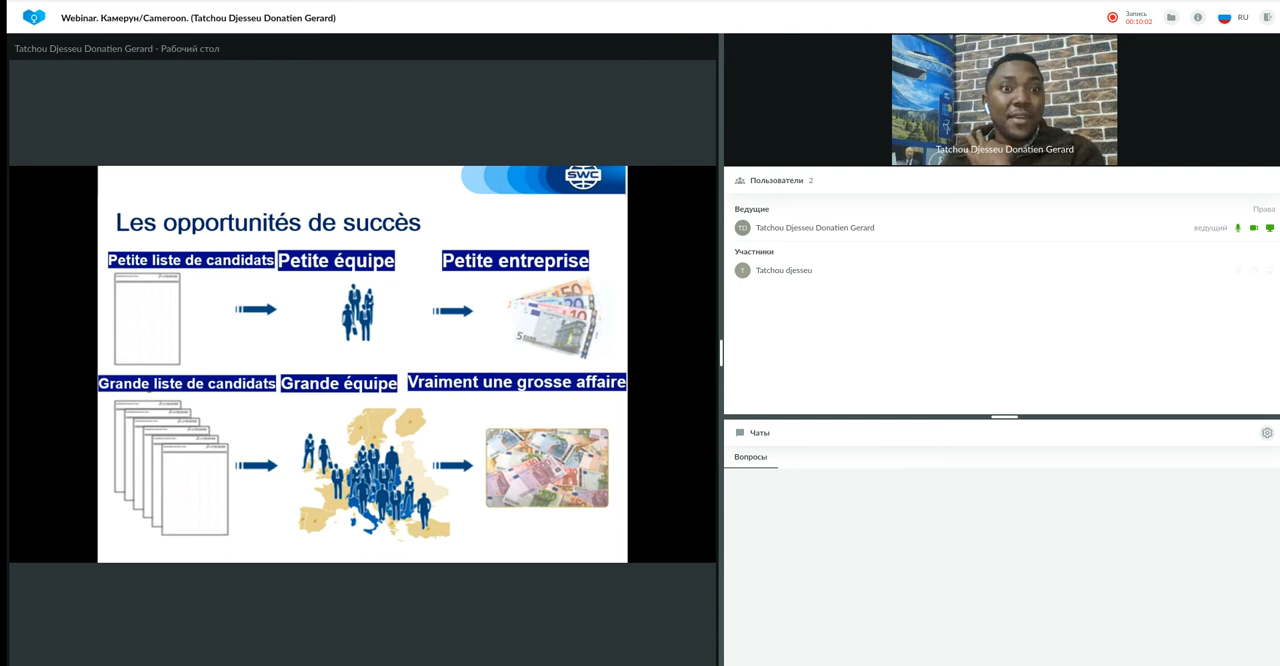 Webinar. Камерун/Cameroon. (Tatchou Djesseu Donatien Gerard)
Запись
00:10:02
RU
Tatchou Djesseu Donatien Gerard - Рабочий стол
SWC
Les opportunités de succès
Petite liste de candidats
Petite équipe
Petite entreprise
Grande liste de candidats
Grande équipe
Vraiment une grosse affaire
Tatchou Djesseu Donatien Gerard
Пользователи 2
Ведущие
Права
TD
Tatchou Djesseu Donatien Gerard
ведущий
Участники
T
Tatchou djesseu
Чаты
Вопросы